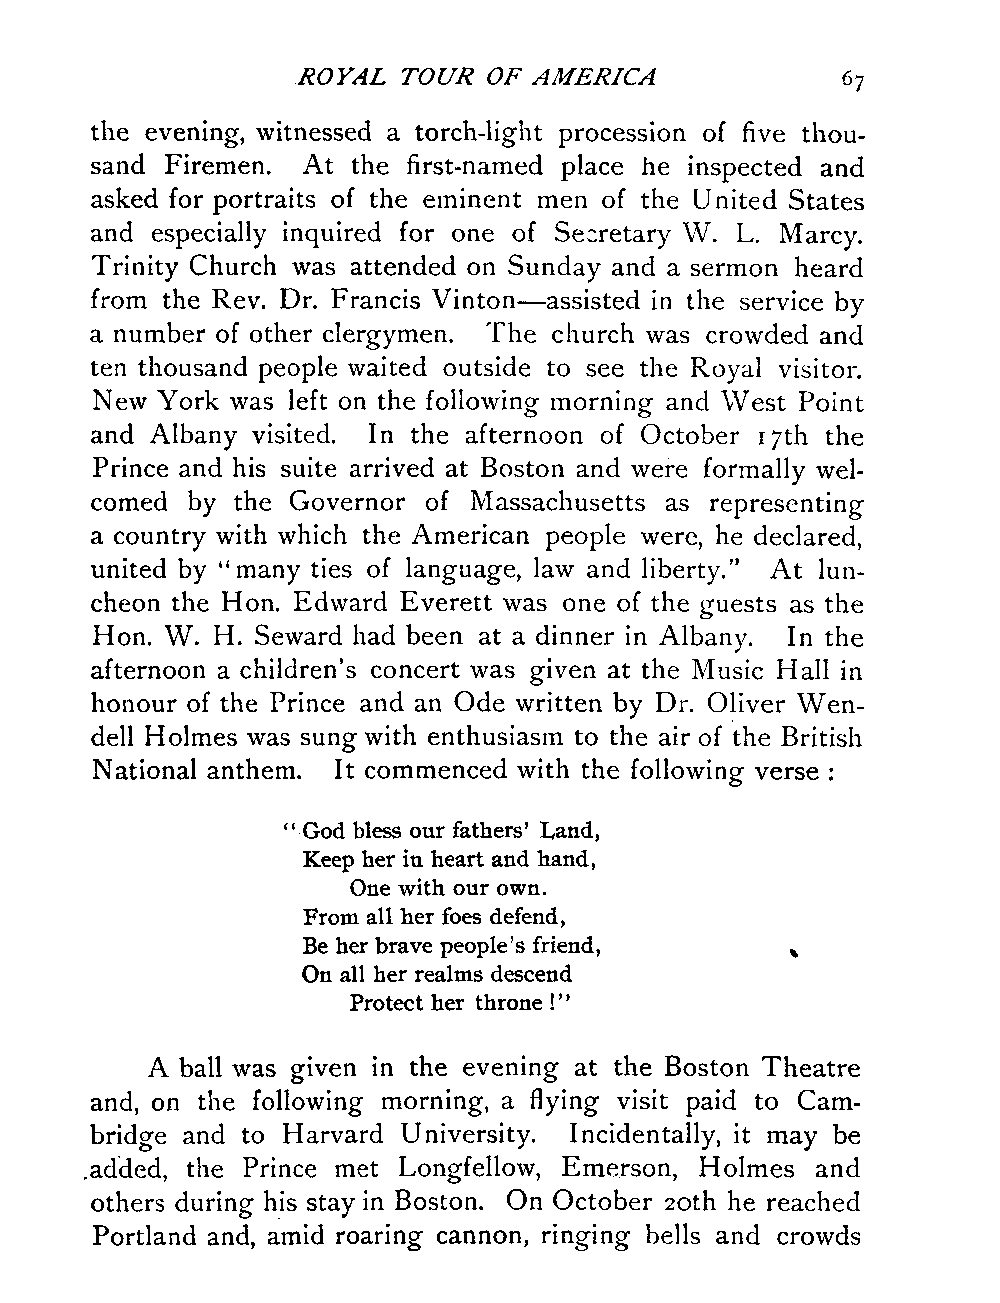 ROYAL TOUR OF AMERICA 67
the evening, witnessed a torch-light procession of five thou-
sand Firemen. At the first-named place he inspected and
asked for portraits of the eminent men of the United States
and especially inquired for one of Secretary W. L. Marcy.
Trinity Church was attended on Sunday and a sermon heard
from the Rev. Dr. Francis Vinton—assisted in the service by
a number of other clergymen. The church was crowded and
ten thousand people waited outside to see the Royal visitor.
New York was left on the following morning and West Point
and Albany visited. In the afternoon of October 17th the
Prince and his suite arrived at Boston and were formally wel-
comed by the Governor of Massachusetts as representing
a country with which the American people were, he declared,
united by "many ties of language, law and liberty." At lun-
cheon the Hon. Edward Everett was one of the guests as the
Hon. W. H. Seward had been at a dinner in Albany. In the
afternoon a children's concert was given at the Music Hall in
honour of the Prince and an Ode written by Dr. Oliver Wen-
dell Holmes was sung with enthusiasm to the air of the British
National anthem. It commenced with the following verse :
"God bless our fathers' Land,
Keep her in heart and hand,
One with our own.
From all her foes defend,
Be her brave people's friend,
On all her realms descend
Protect her throne !"
A ball was given in the evening at the Boston Theatre
and, on the following morning, a flying visit paid to Cam-
bridge and to Harvard University. Incidentally, it may be
added, the Prince met Longfellow, Emerson, Holmes and
others during his stay in Boston. On October 20th he reached
Portland and, amid roaring cannon, ringing bells and crowds